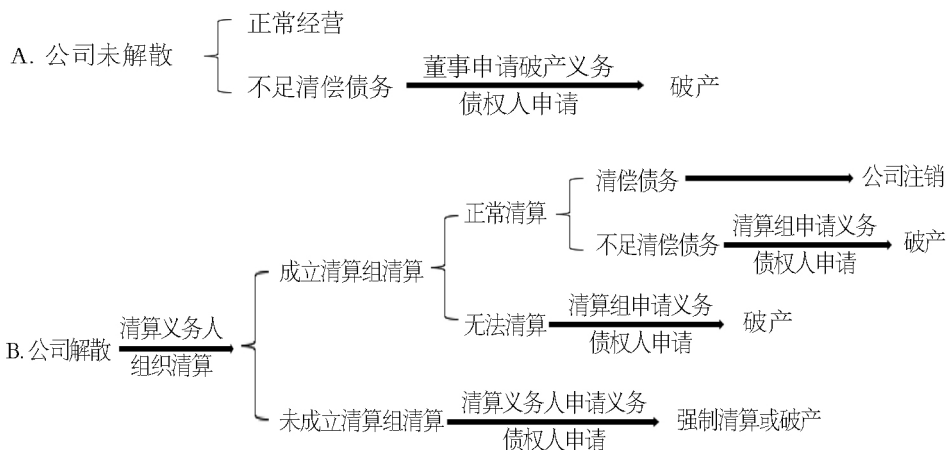 A. 公司未解散
正常经营
不足清偿债务
董事申请破产义务
债权人申请
破产
B.公司解散
清算义务人
组织清算
成立清算组清算
正常清算
清偿债务
公司注销
不足清偿债务
清算组申请义务
债权人申请
破产
无法清算
清算组申请义务
债权人申请
破产
未成立清算组清算
清算义务人申请义务
债权人申请
强制清算或破产